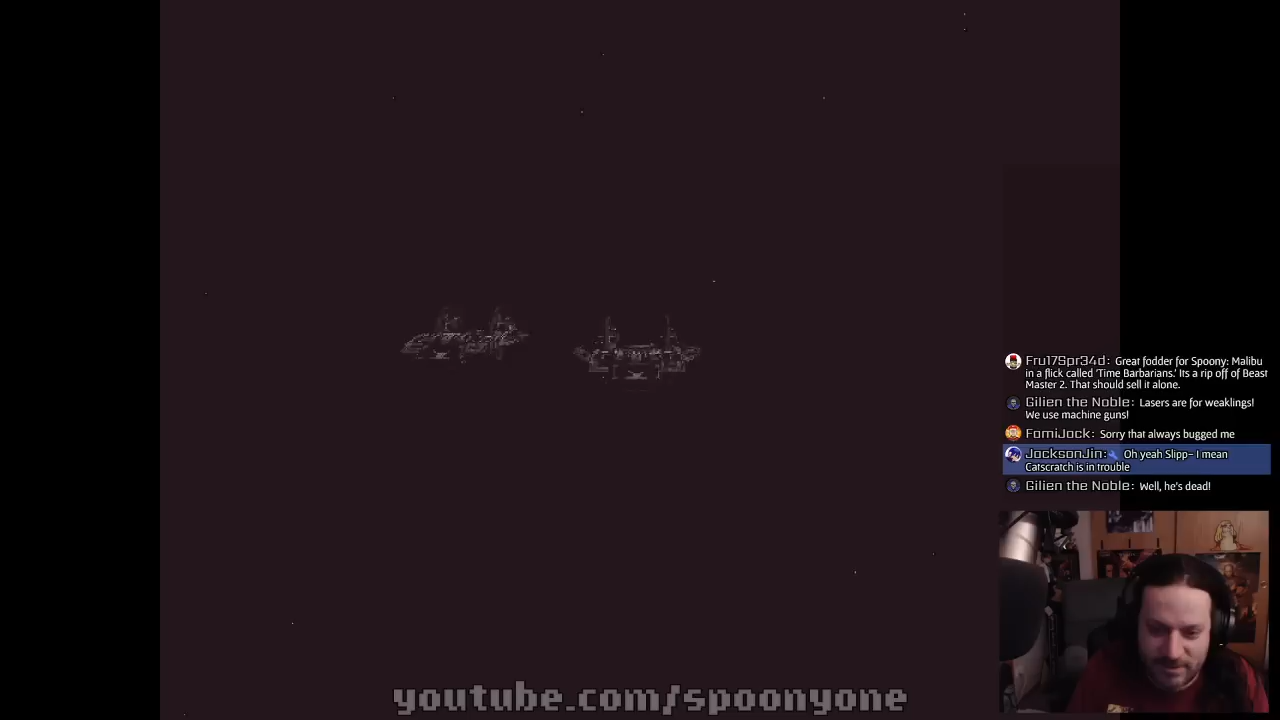 Fru17Spr34d: Great fodder for Spoony: Malibu
in a flick called 'Time Barbarians.' Its a rip off of Beast
Master 2. That should sell it alone.
Gilien the Noble: Lasers are for weaklings!
We use machine guns!
FomiJock: Sorry that always bugged me
JacksonJin: Oh yeah Slipp- I mean
Catscratch is in trouble
Gilien the Noble: Well, he's dead!
youtube.com/spoonyone